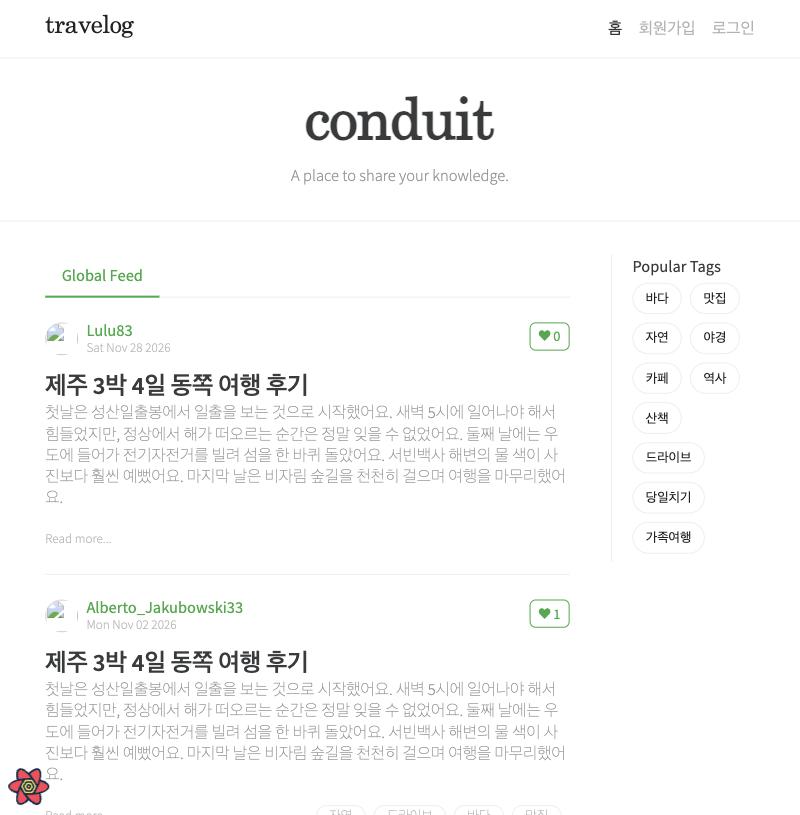 travelog
홈 회원가입 로그인
conduit
A place to share your knowledge.
Global Feed
Lulu83
Sat Nov 28 2026
0
제주 3박 4일 동쪽 여행 후기
첫날은 성산일출봉에서 일출을 보는 것으로 시작했어요. 새벽 5시에 일어나야 해서
힘들었지만, 정상에서 해가 떠오르는 순간은 정말 잊을 수 없었어요. 둘째 날에는 우
도에 들어가 전기자전거를 빌려 섬을 한 바퀴 돌았어요. 서빈백사 해변의 물 색이 사
진보다 훨씬 예뻤어요. 마지막 날은 비자림 숲길을 천천히 걸으며 여행을 마무리했어
요.
Read more...
Alberto_Jakubowski33
Mon Nov 02 2026
1
제주 3박 4일 동쪽 여행 후기
첫날은 성산일출봉에서 일출을 보는 것으로 시작했어요. 새벽 5시에 일어나야 해서
힘들었지만, 정상에서 해가 떠오르는 순간은 정말 잊을 수 없었어요. 둘째 날에는 우
도에 들어가 전기자전거를 빌려 섬을 한 바퀴 돌았어요. 서빈백사 해변의 물 색이 사
진보다 훨씬 예뻤어요. 마지막 날은 비자림 숲길을 천천히 걸으며 여행을 마무리했어
요.
Read more...
자연 드라이브 바다 맛집
Popular Tags
바다 맛집
자연 야경
카페 역사
산책
드라이브
당일치기
가족여행